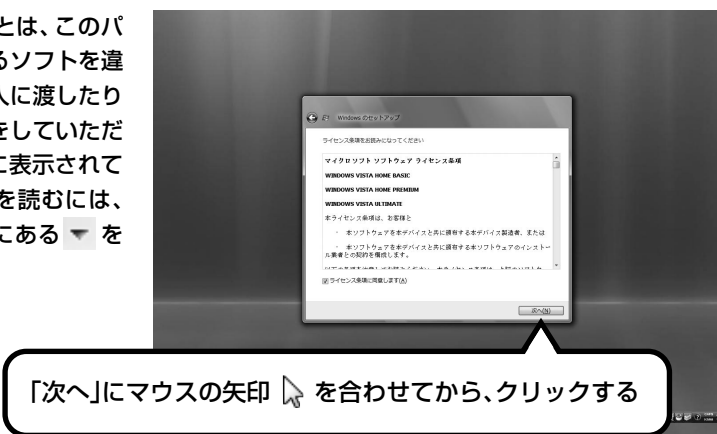 とは、このパ
るソフトを違
人に渡したり
をしていただ
に表示されて
を読むには、
にある を
Windows のセットアップ
ライセンス条項をお読みになってください
マイクロソフト ソフトウェア ライセンス条項
WINDOWS VISTA HOME BASIC
WINDOWS VISTA HOME PREMIUM
WINDOWS VISTA ULTIMATE
本ライセンス条項は、お客様と
・ 本ソフトウェアを本デバイスと共に頒布する本デバイス製造者、または
・ 本ソフトウェアを本デバイスと共に頒布する本ソフトウェアのインストー
ル業者との契約を構成します。
ライセンス条項に同意します(A)
次へ(N)
「次へ」にマウスの矢印 を合わせてから、クリックする